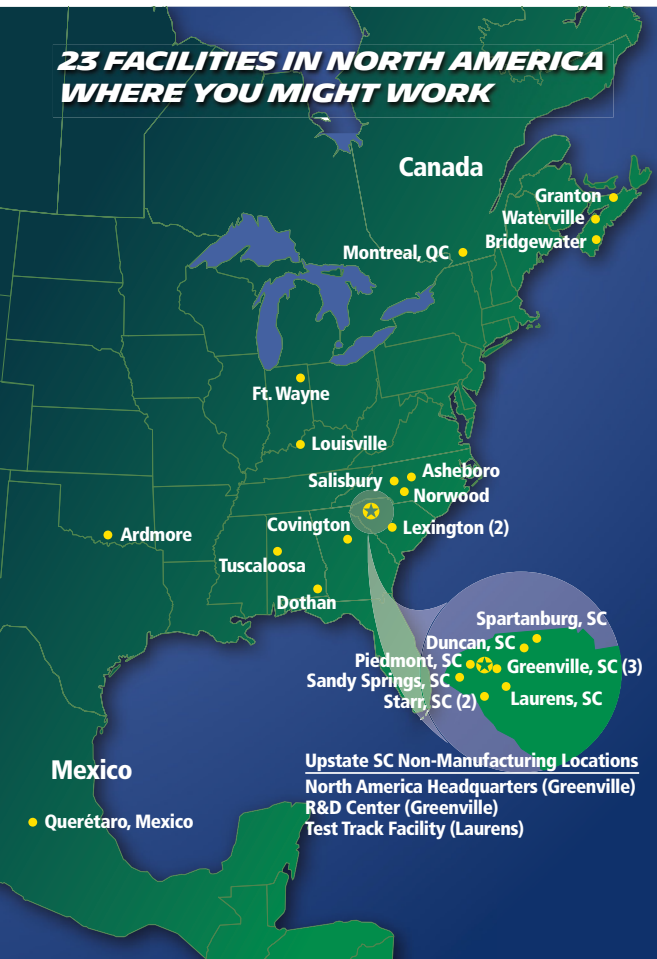 23 FACILITIES IN NORTH AMERICA
WHERE YOU MIGHT WORK
Canada
Granton
Waterville
Bridgewater
Montreal, QC
Ft. Wayne
Louisville
Asheboro
Salisbury
Norwood
Covington
Lexington (2)
Ardmore
Tuscaloosa
Dothan
Spartanburg, SC
Duncan, SC
Piedmont, SC
Greenville, SC (3)
Sandy Springs, SC
Starr, SC (2)
Laurens, SC
Mexico
Querétaro, Mexico
Upstate SC Non-Manufacturing Locations
North America Headquarters (Greenville)
R&D Center (Greenville)
Test Track Facility (Laurens)